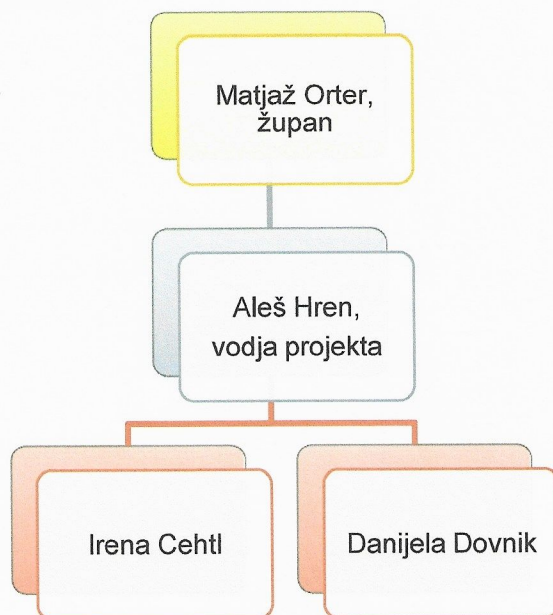 Matjaž Orter,
župan
Aleš Hren,
vodja projekta
Irena Cehtl
Danijela Dovnik